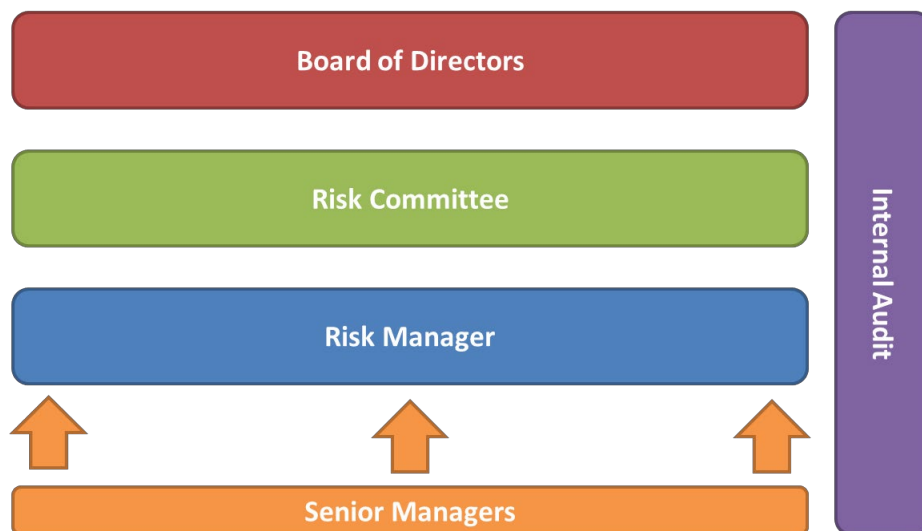 Board of Directors
Risk Committee
Risk Manager
Senior Managers
Internal Audit